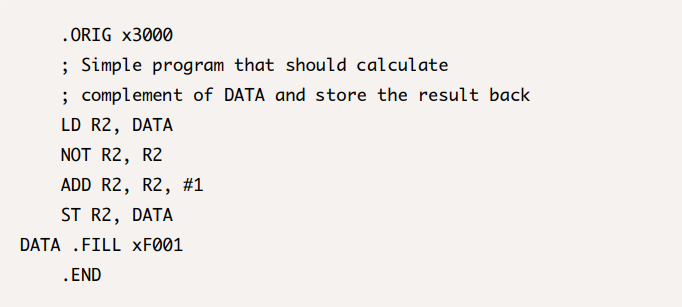 .ORIG x3000
; Simple program that should calculate
; complement of DATA and store the result back
LD R2, DATA
NOT R2, R2
ADD R2, R2, #1
ST R2, DATA
DATA .FILL xF001
.END